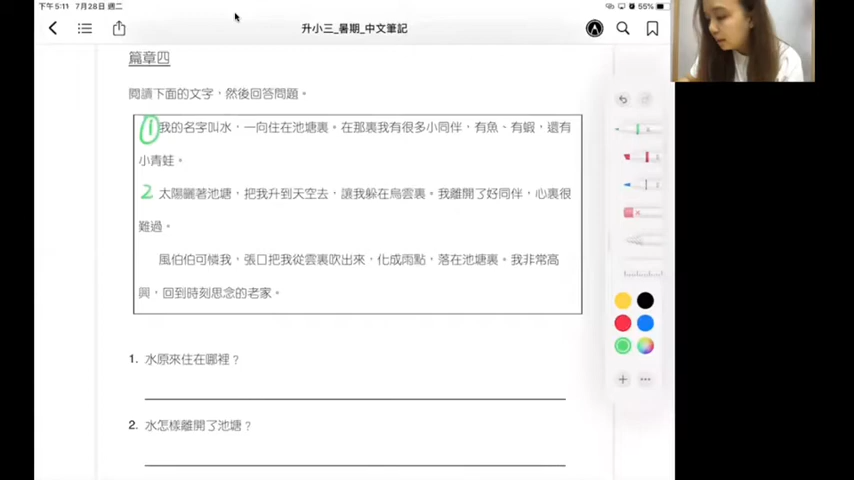 下午5:11 7月28日 週二
55%
升小三_暑期_中文筆記
篇章四
閱讀下面的文字，然後回答問題。
1 我的名字叫水，一向住在池塘裏。在那裏我有很多小同伴，有魚、有蝦，還有
小青蛙。
2 太陽曬著池塘，把我升到天空去，讓我躲在烏雲裏。我離開了好同伴，心裏很
難過。
風伯伯可憐我，張口把我從雲裏吹出來，化成雨點，落在池塘裏。我非常高
興，回到時刻思念的老家。
1. 水原來住在哪裡？
2. 水怎樣離開了池塘？